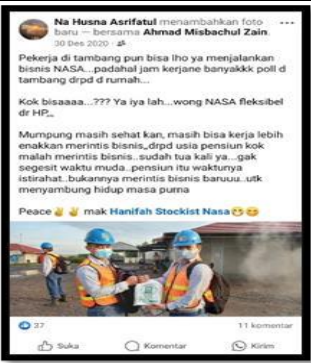 Na Husna Asrifatul menambahkan foto
baru — bersama Ahmad Misbachul Zain.
30 Des 2020
Pekerja di tambang pun bisa lho ya menjalankan
bisnis NASA...padahal jam kerjane banyakkk poll d
tambang drpd d rumah...
Kok bisaaaa...??? Ya iya lah...wong NASA fleksibel
dr HP,,,
Mumpung masih sehat kan, masih bisa kerja lebih
enakkan merintis bisnis,,drpd usia pensiun kok
malah merintis bisnis..sudah tua kali ya...gak
segesit waktu muda..pensiun itu waktunya
istirahat..bukannya merintis bisnis baruuu..utk
menyambung hidup masa purna
Peace✌✌ mak Hanifah Stockist Nasa😁😊
37
11 komentar
Suka
Komentar
Kirim